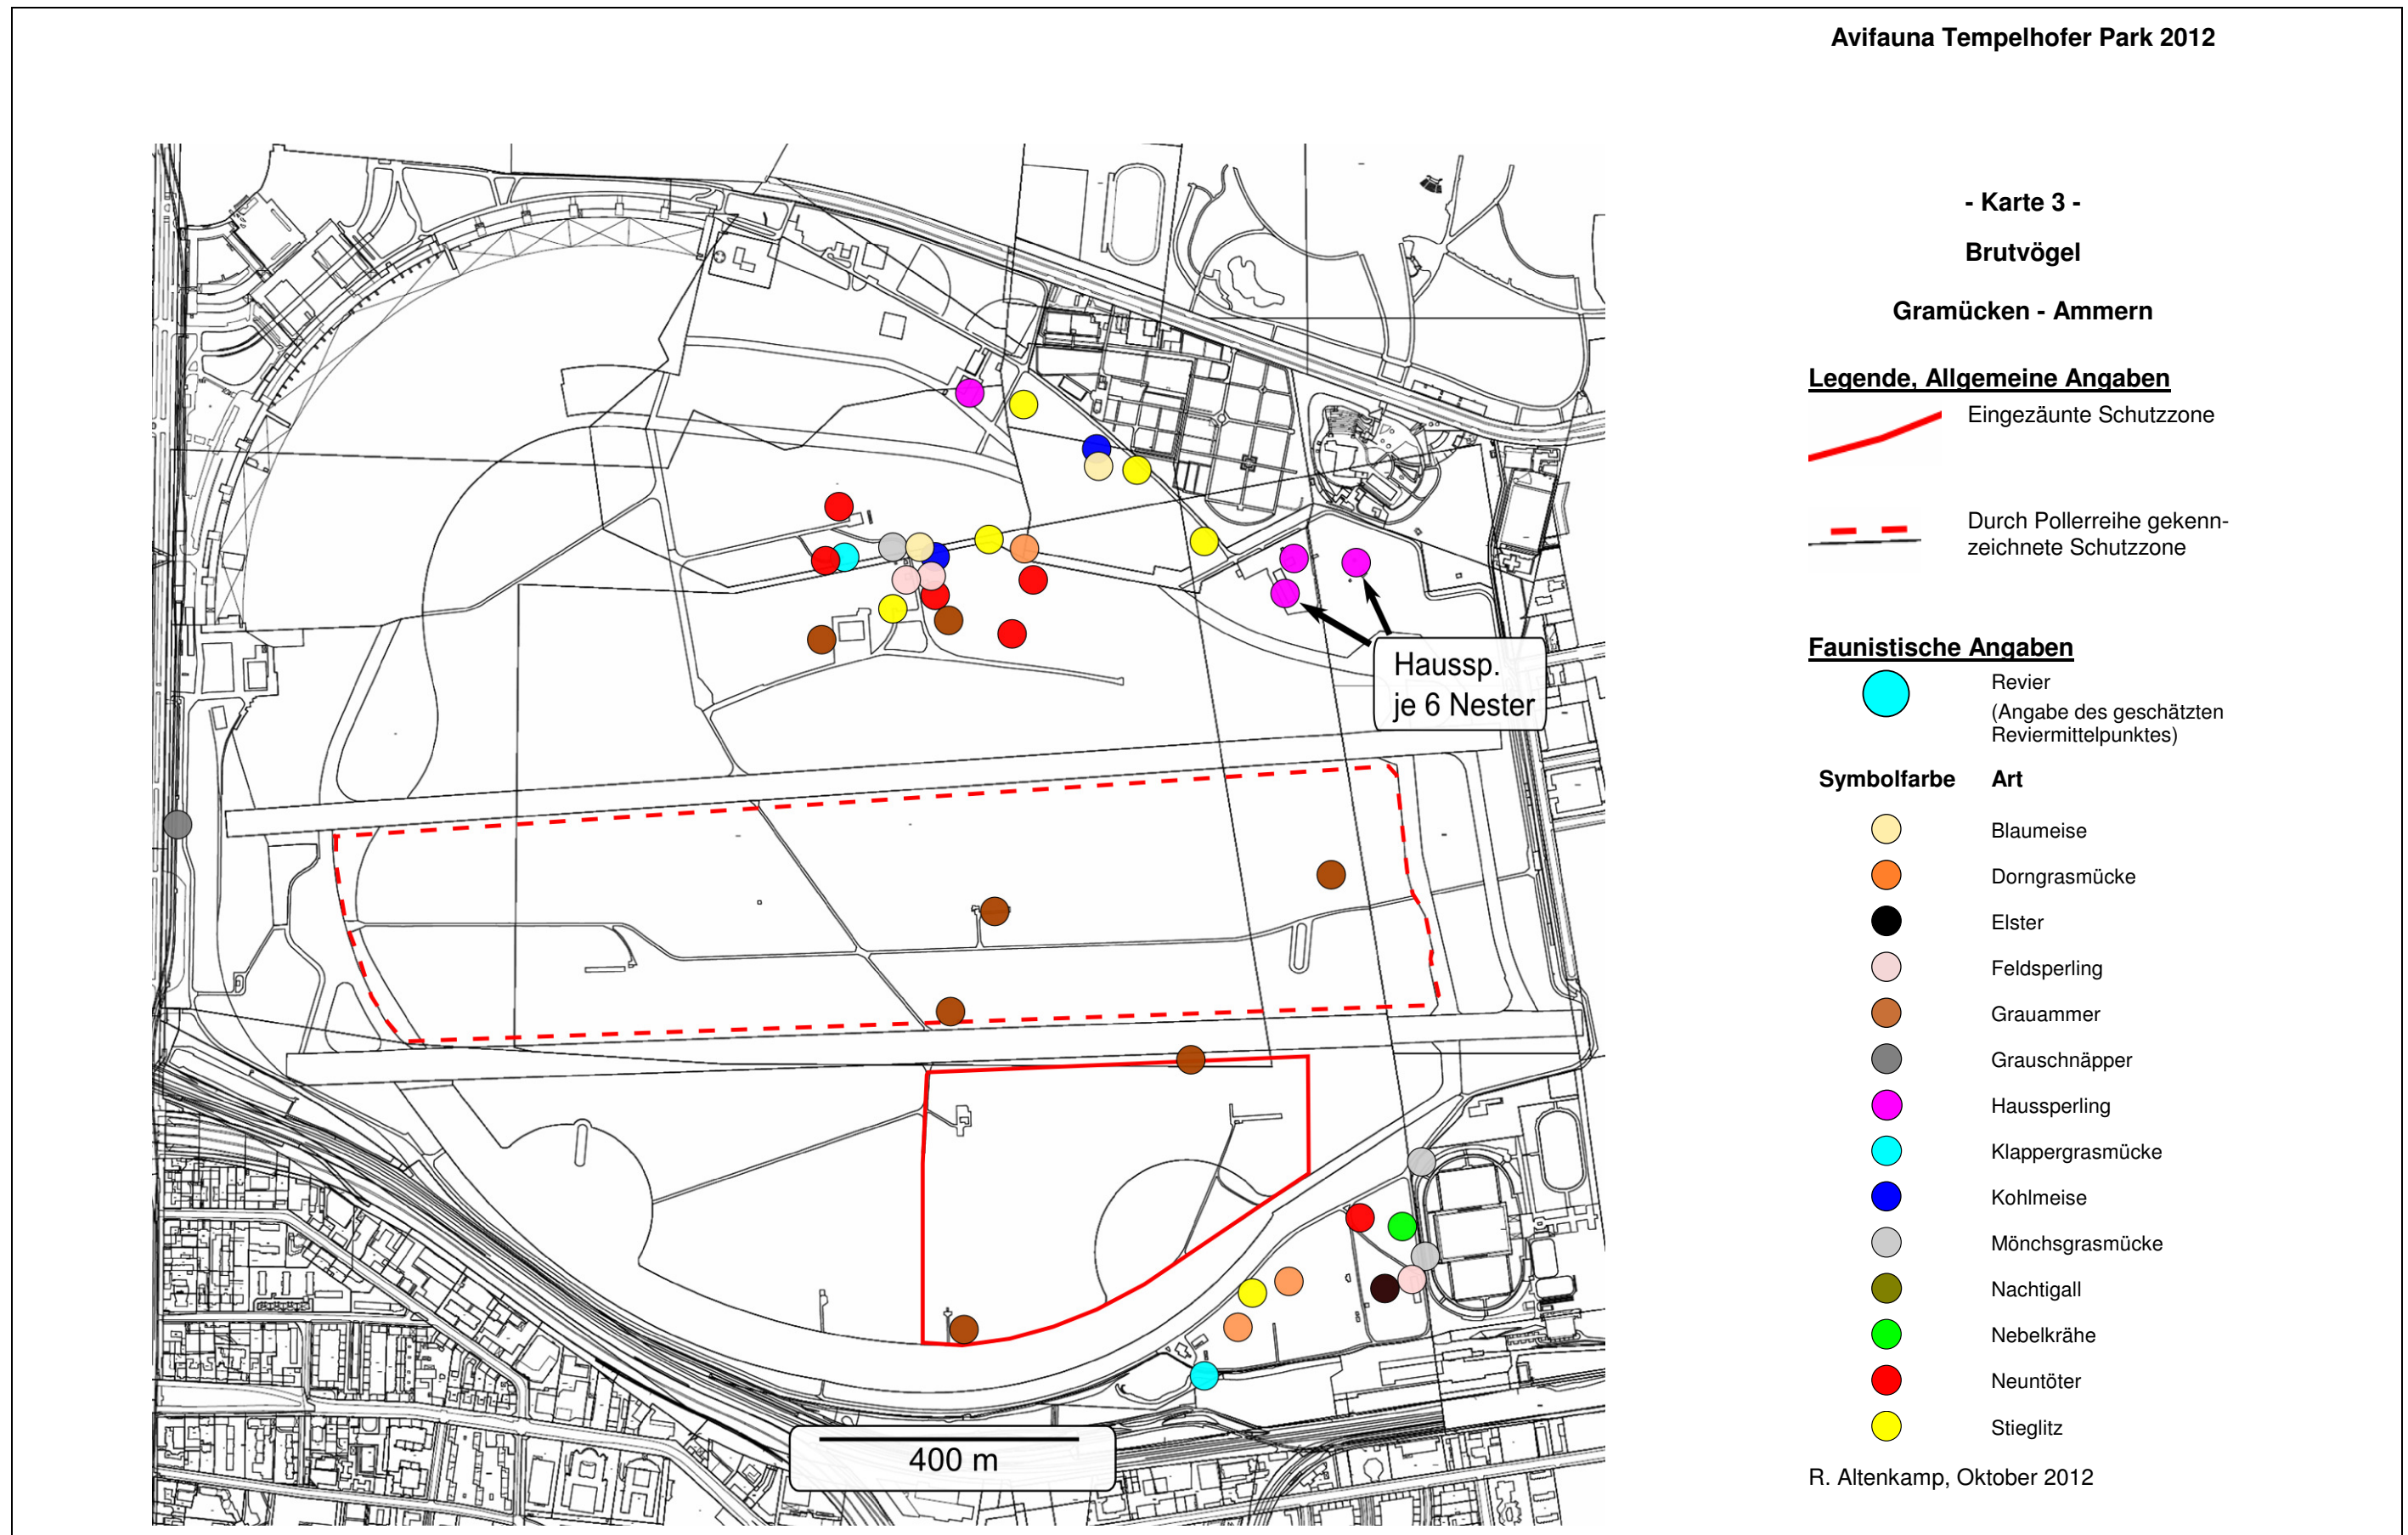 Avifauna Tempelhofer Park 2012
- Karte 3 -
Brutvögel
Gramücken - Ammern
Legende, Allgemeine Angaben
Eingezäunte Schutzzone
Durch Pollerreihe gekenn-
zeichnete Schutzzone
Faunistische Angaben
Revier
(Angabe des geschätzten
Reviermittelpunktes)
Symbolfarbe Art
Blaumeise
Dorngrasmücke
Elster
Feldsperling
Grauammer
Grauschnäpper
Haussperling
Klappergrasmücke
Kohlmeise
Mönchsgrasmücke
Nachtigall
Nebelkrähe
Neuntöter
Stieglitz
R. Altenkamp, Oktober 2012
Haussp.
je 6 Nester
400 m